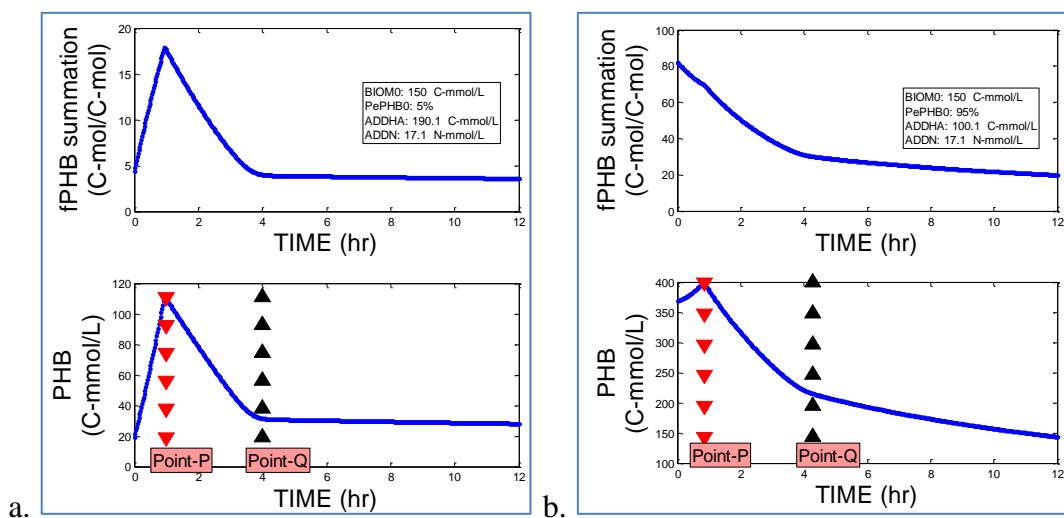 fPHB summation
(C-mol/C-mol)
20
15
10
5
0
BIOM0: 150 C-mmol/L
PePHB0: 5%
ADDHA: 190.1 C-mmol/L
ADDN: 17.1 N-mmol/L
0 2 4 6 8 10 12
TIME (hr)
PHB
(C-mmol/L)
120
100
80
60
40
20
0
Point-P Point-Q
0 2 4 6 8 10 12
TIME (hr)
a.
fPHB summation
(C-mol/C-mol)
100
80
60
40
20
0
BIOM0: 150 C-mmol/L
PePHB0: 95%
ADDHA: 100.1 C-mmol/L
ADDN: 17.1 N-mmol/L
0 2 4 6 8 10 12
TIME (hr)
PHB
(C-mmol/L)
400
350
300
250
200
150
100
Point-P Point-Q
0 2 4 6 8 10 12
TIME (hr)
b.